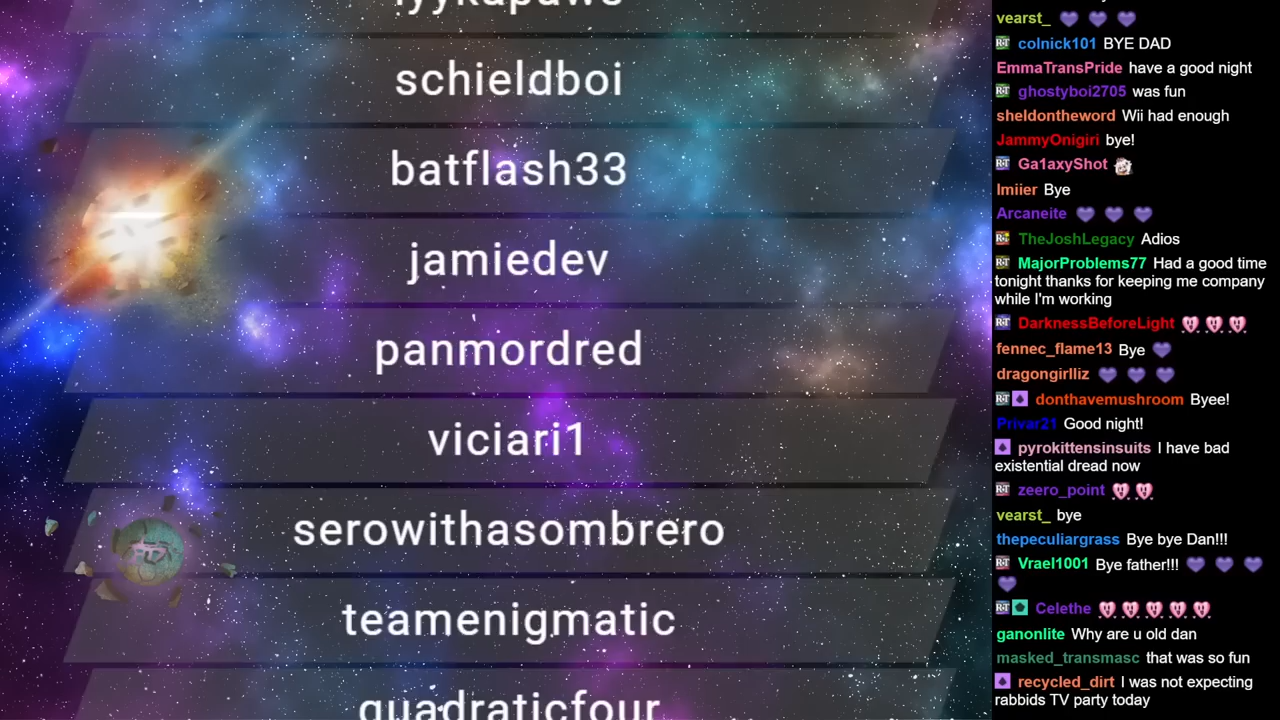 schieldboi
batflash33
jamiedev
panmordred
viciari1
serowithasombrero
teamenigmatic
quadraticfour
vearst_
colnick101 BYE DAD
EmmaTransPride have a good night
ghostyboi2705 was fun
sheldontheword Wii had enough
JammyOnigiri bye!
Ga1axyShot
Imiier Bye
Arcaneite
TheJoshLegacy Adios
MajorProblems77 Had a good time
tonight thanks for keeping me company
while I'm working
DarknessBeforeLight
fennec_flame13 Bye
dragongirlliz
donthavemushroom Byee!
Privar21 Good night!
pyrokittensinsuits I have bad
existential dread now
zeero_point
vearst_ bye
thepeculiargrass Bye bye Dan!!!
Vrael1001 Bye father!!!
Celethe
ganonlite Why are u old dan
masked_transmasc that was so fun
recycled_dirt I was not expecting
rabbids TV party today